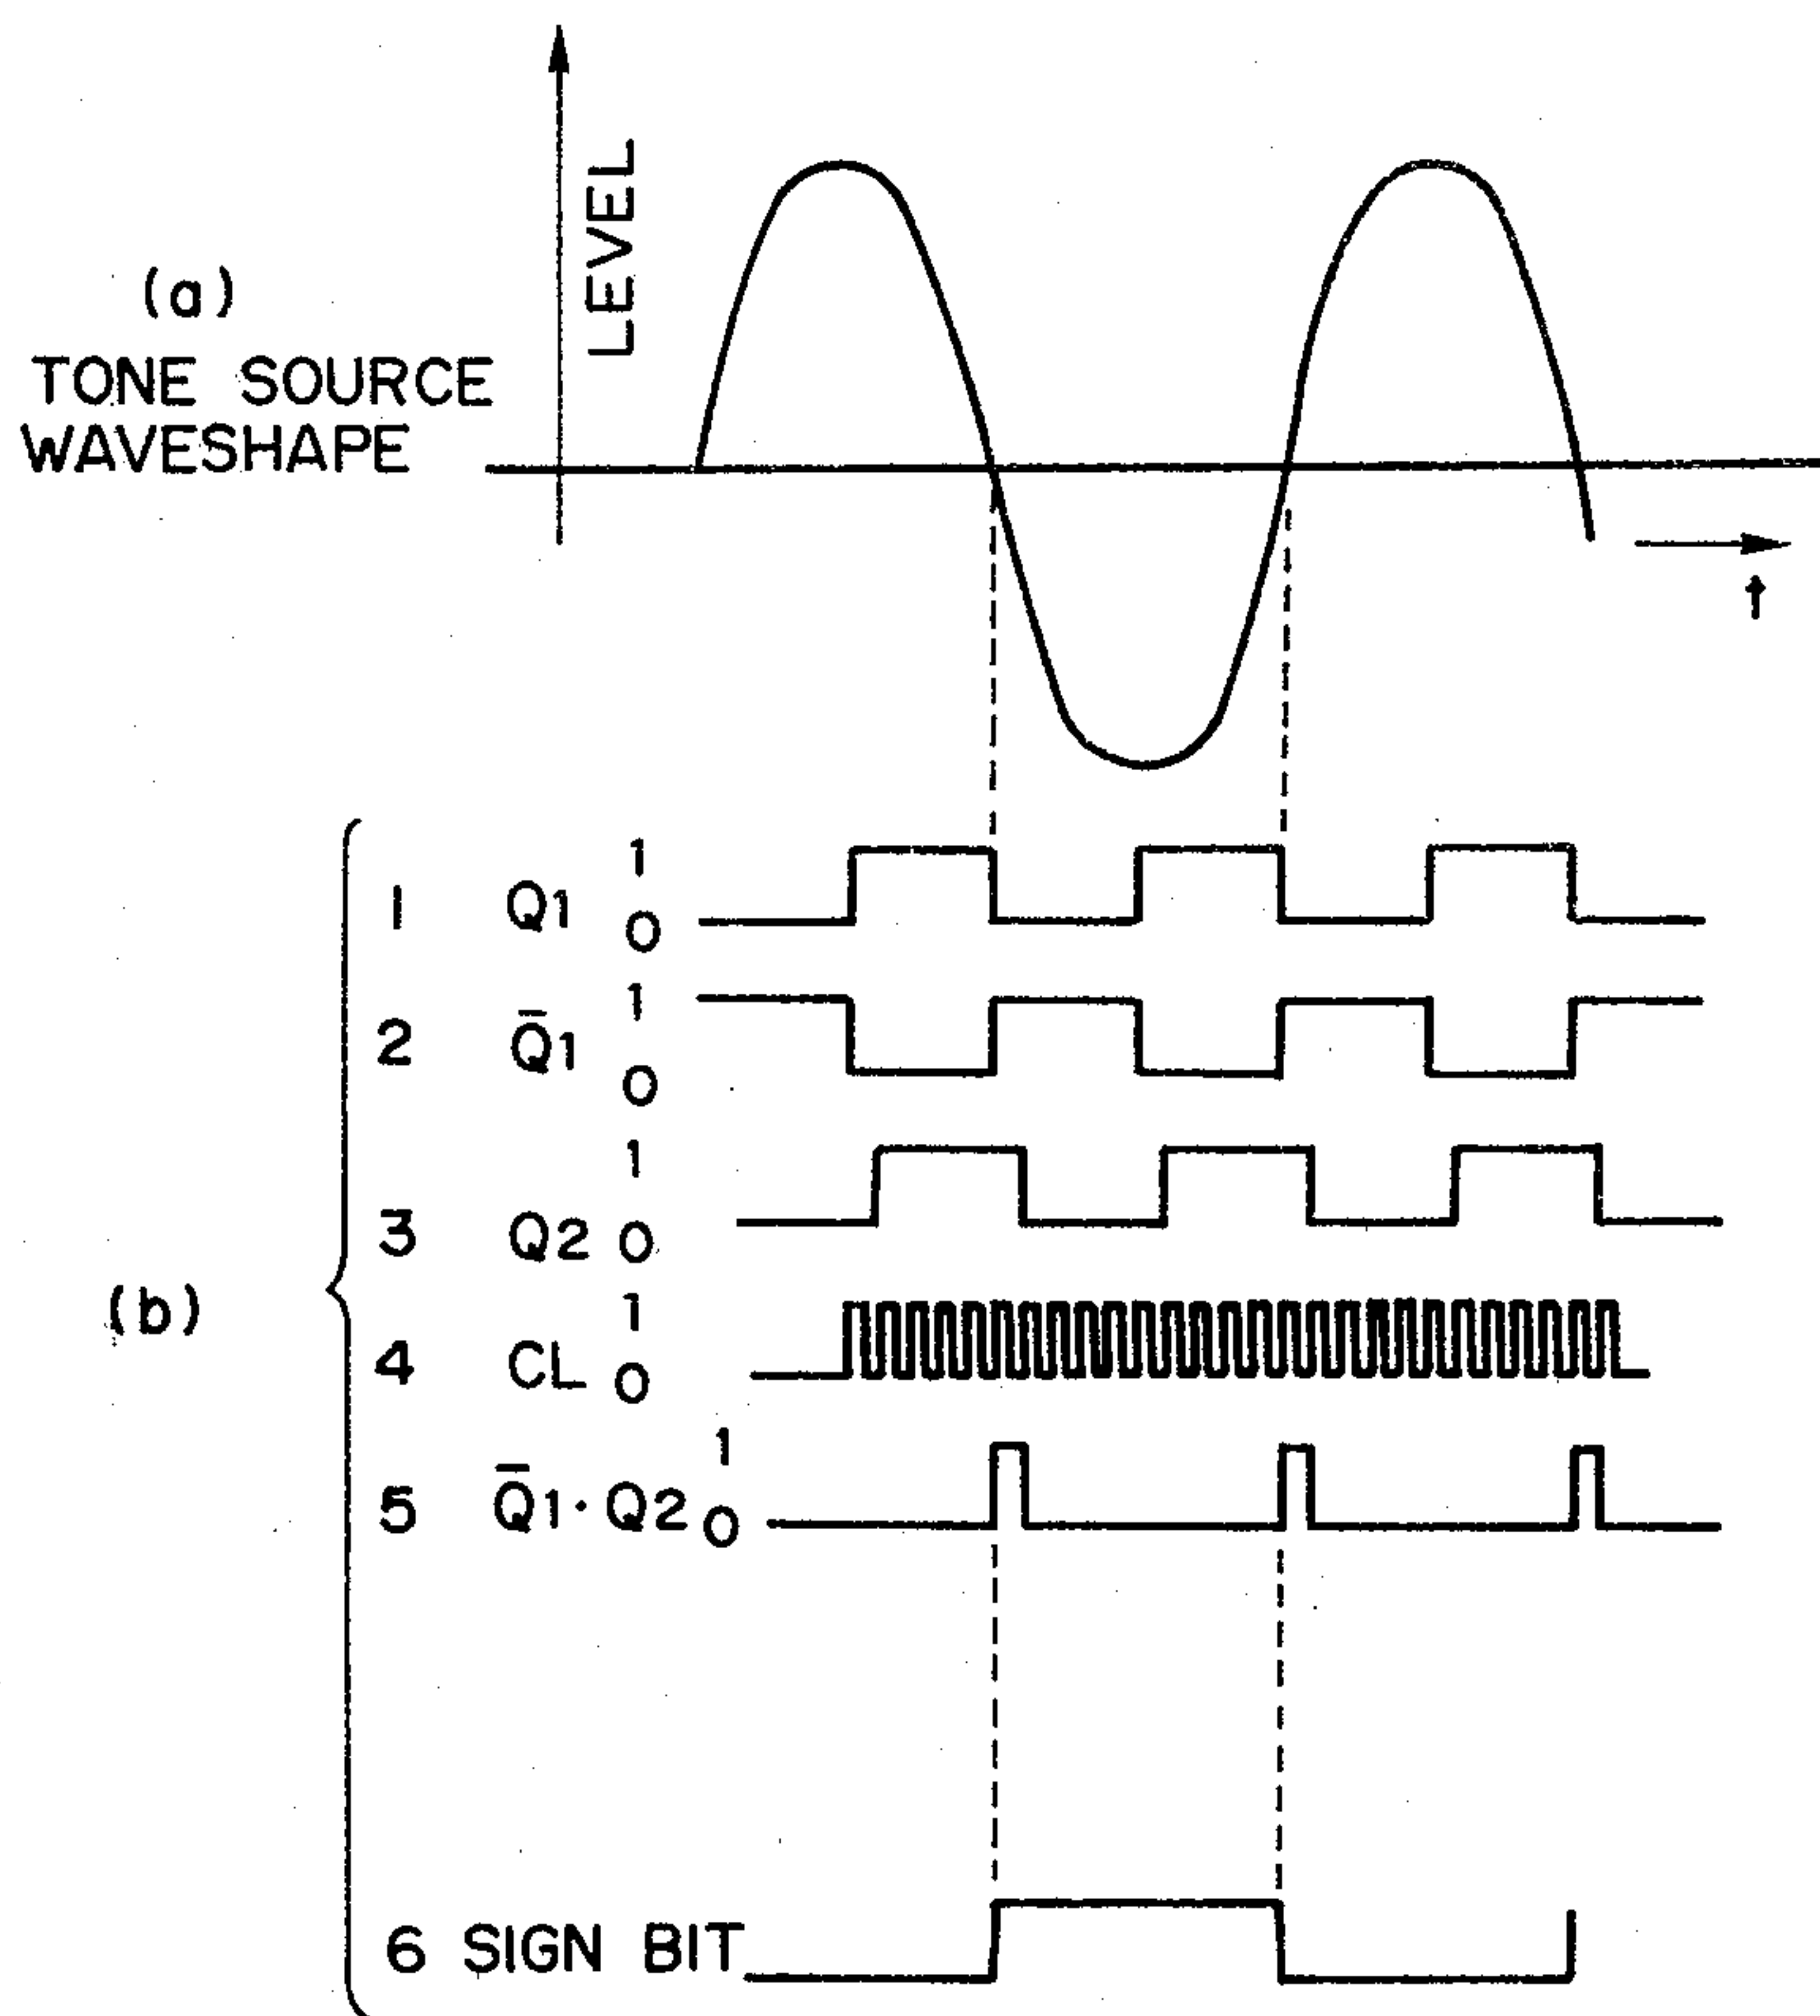 LEVEL
(a)
TONE SOURCE
WAVESHAPE
t
(b)
1 Q1 1 0
2 Q̄1 1 0
3 Q2 1 0
4 CL 1 0
5 Q̄1·Q2 1 0
6 SIGN BIT